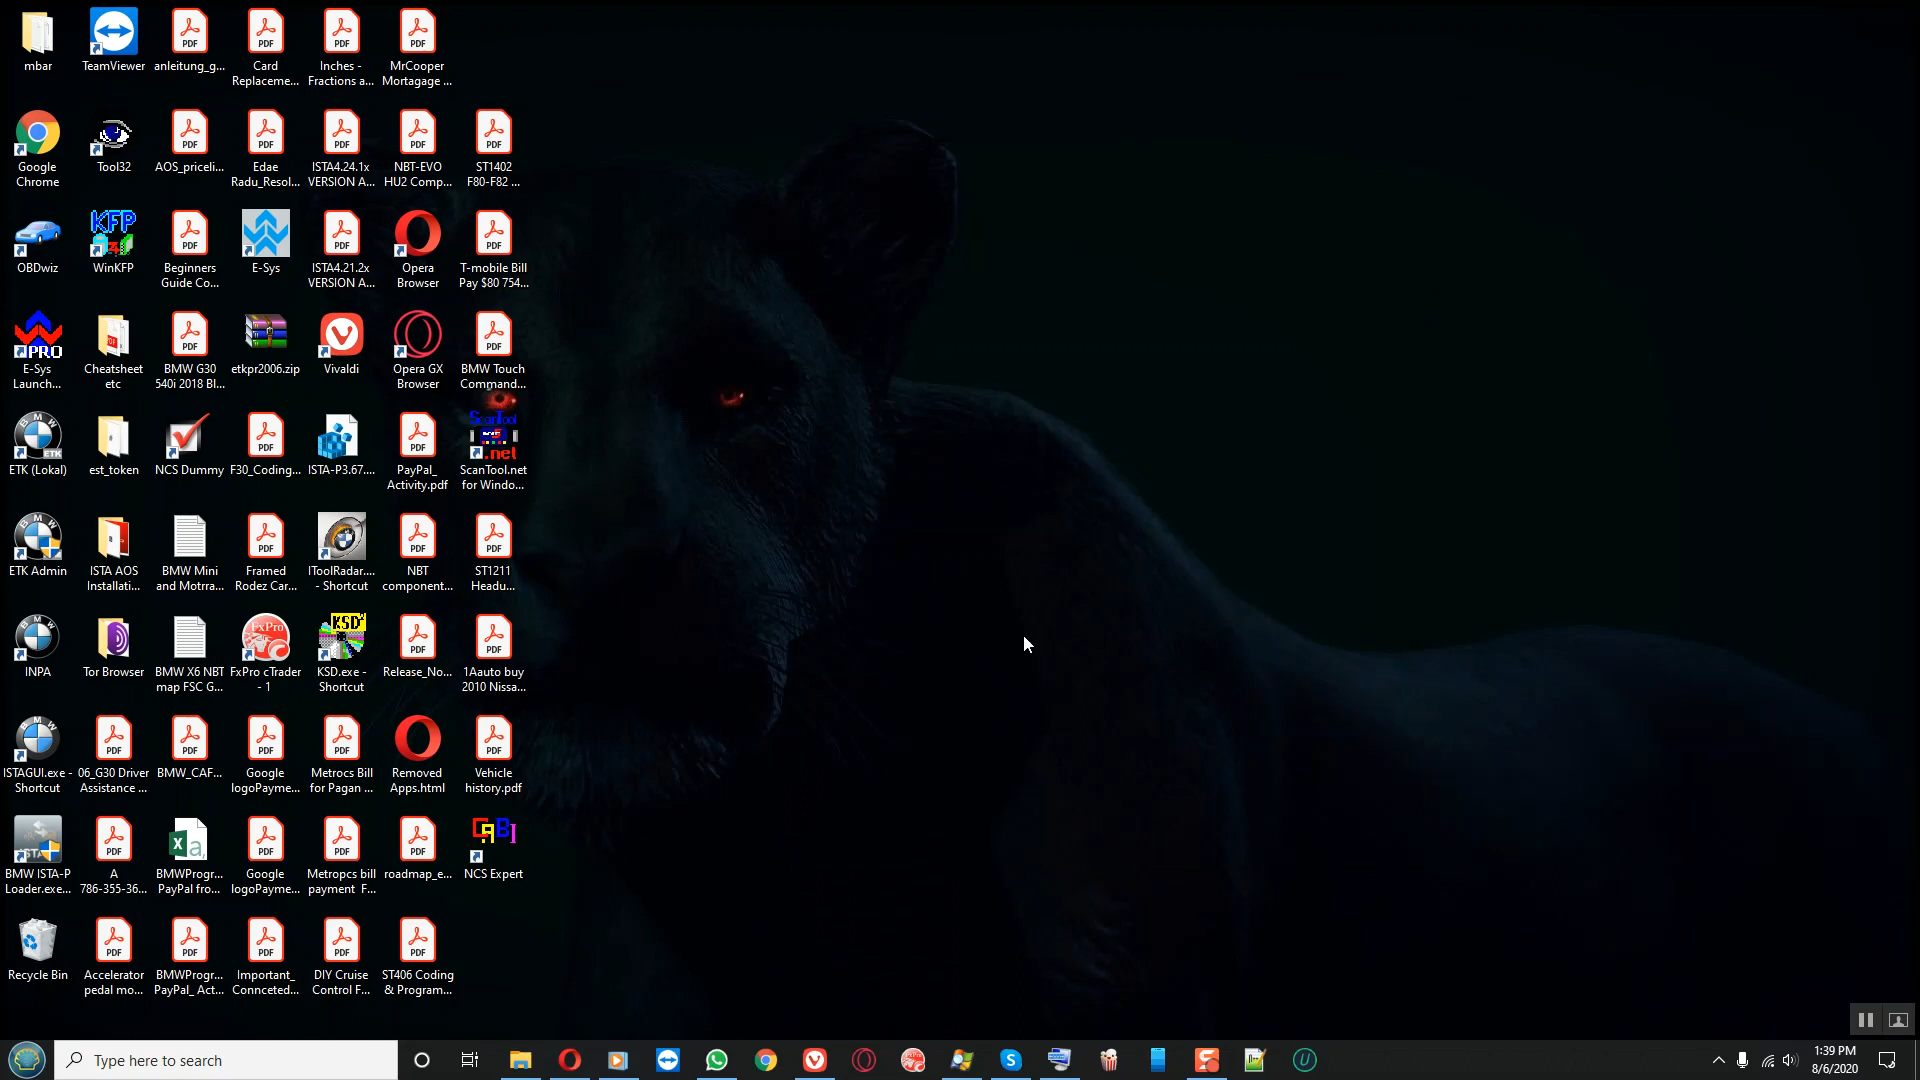 mbar
TeamViewer
anleitung_g...
Card
Replaceme...
Inches -
Fractions a...
MrCooper
Mortagage ...
Google
Chrome
Tool32
AOS_priceli...
Edae
Radu_Resol...
ISTA4.24.1x
VERSION A...
NBT-EVO
HU2 Comp...
ST1402
F80-F82 ...
OBDwiz
WinKFP
Beginners
Guide Co...
E-Sys
ISTA4.21.2x
VERSION A...
Opera
Browser
T-mobile Bill
Pay $80 754...
E-Sys
Launch...
Cheatsheet
etc
BMW G30
540i 2018 Bl...
etkpr2006.zip
Vivaldi
Opera GX
Browser
BMW Touch
Command...
ETK (Lokal)
est_token
NCS Dummy
F30_Coding...
ISTA-P3.67....
PayPal_
Activity.pdf
ScanTool.net
for Windo...
ETK Admin
ISTA AOS
Installati...
BMW Mini
and Motrra...
Framed
Rodez Car...
IToolRadar....
- Shortcut
NBT
component...
ST1211
Headu...
INPA
Tor Browser
BMW X6 NBT
map FSC G...
FxPro cTrader
- 1
KSD.exe -
Shortcut
Release_No...
1Aauto buy
2010 Nissa...
ISTAGUI.exe -
Shortcut
06_G30 Driver
Assistance ...
BMW_CAF...
Google
logoPayme...
Metrocs Bill
for Pagan ...
Removed
Apps.html
Vehicle
history.pdf
BMW ISTA-P
Loader.exe...
A
786-355-36...
BMWProgr...
PayPal fro...
Google
logoPayme...
Metropcs bill
payment F...
roadmap_e...
NCS Expert
Recycle Bin
Accelerator
pedal mo...
BMWProgr...
PayPal_ Act...
Important_
Connceted...
DIY Cruise
Control F...
ST406 Coding
& Program...
Type here to search
1:39 PM
8/6/2020